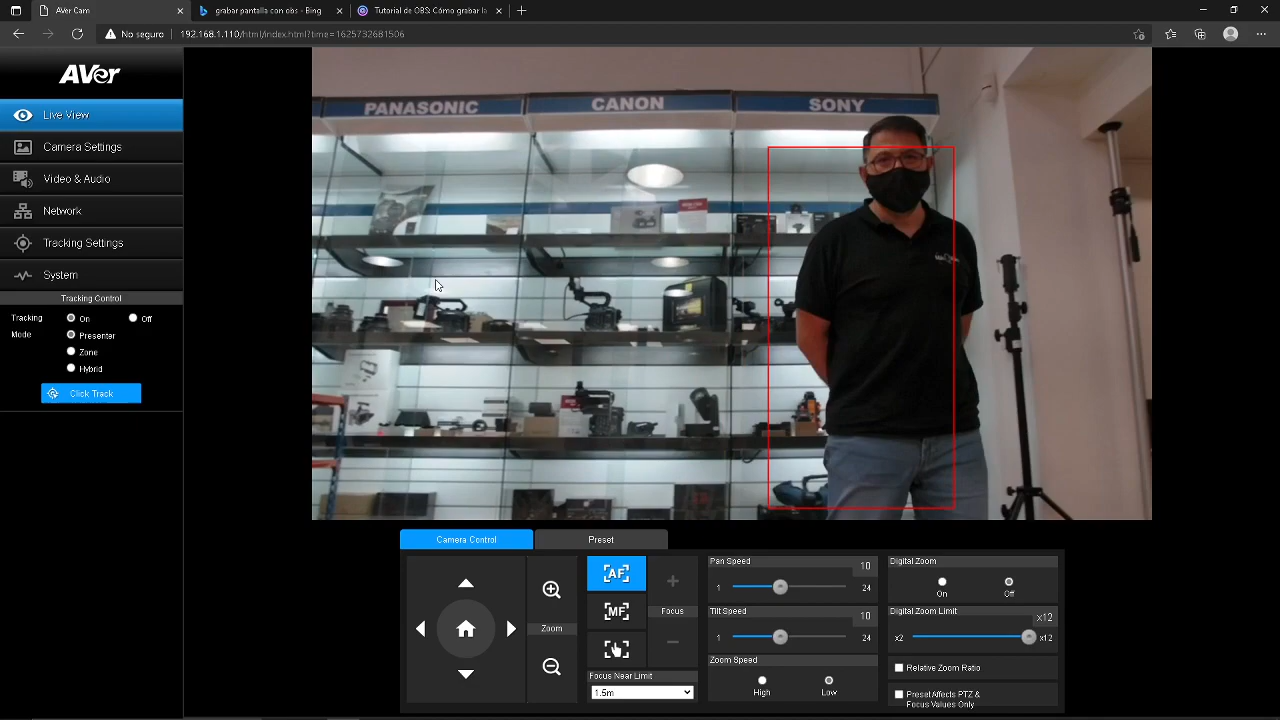 AVer Cam
grabar pantalla con obs - Bing
Tutorial de OBS: Cómo grabar la
No seguro
192.168.1.110/html/index.html?time=1625732681506
AVer
Live View
Camera Settings
Video & Audio
Network
Tracking Settings
System
Tracking Control
Tracking On Off
Mode Presenter
Zone
Hybrid
Click Track
PANASONIC CANON SONY
Camera Control Preset
Zoom
AF
MF
Focus
Focus Near Limit
1.5m
Pan Speed
10
1 24
Tilt Speed
10
1 24
Zoom Speed
High Low
Digital Zoom
On Off
Digital Zoom Limit
x12
x2 x12
Relative Zoom Ratio
Preset Affects PTZ &
Focus Values Only